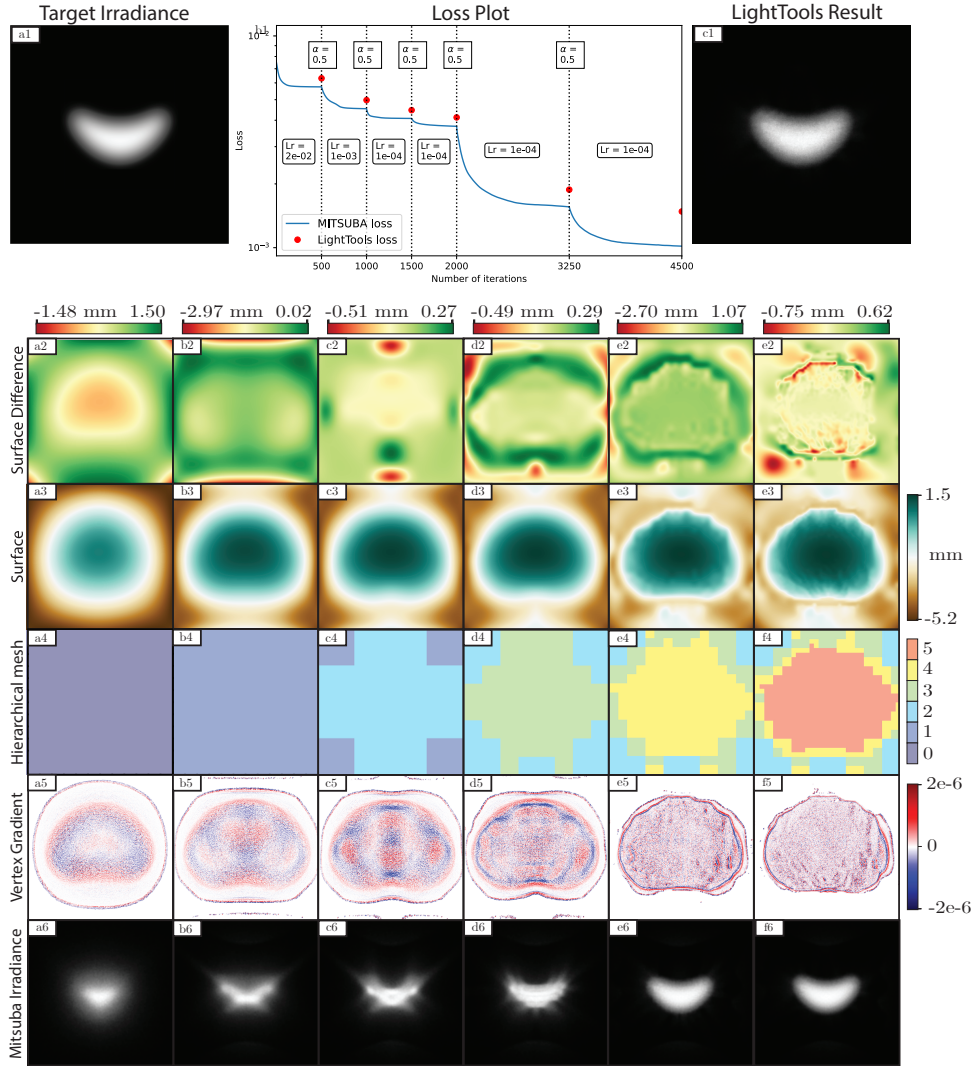 Target Irradiance
Loss Plot
LightTools Result
a1
c1
α =
0.5
α =
0.5
α =
0.5
α =
0.5
α =
0.5
Loss
Lr =
2e-02
Lr =
1e-03
Lr =
1e-04
Lr =
1e-04
Lr = 1e-04
Lr = 1e-04
MITSUBA loss
LightTools loss
10⁻³
500
1000
1500
2000
3250
4500
Number of iterations
-1.48 mm 1.50
-2.97 mm 0.02
-0.51 mm 0.27
-0.49 mm 0.29
-2.70 mm 1.07
-0.75 mm 0.62
Surface Difference
a2
b2
c2
d2
e2
e2
Surface
a3
b3
c3
d3
e3
e3
1.5
mm
-5.2
Hierarchical mesh
a4
b4
c4
d4
e4
f4
5
4
3
2
1
0
Vertex Gradient
a5
b5
c5
d5
e5
f5
2e-6
0
-2e-6
Mitsuba Irradiance
a6
b6
c6
d6
e6
f6